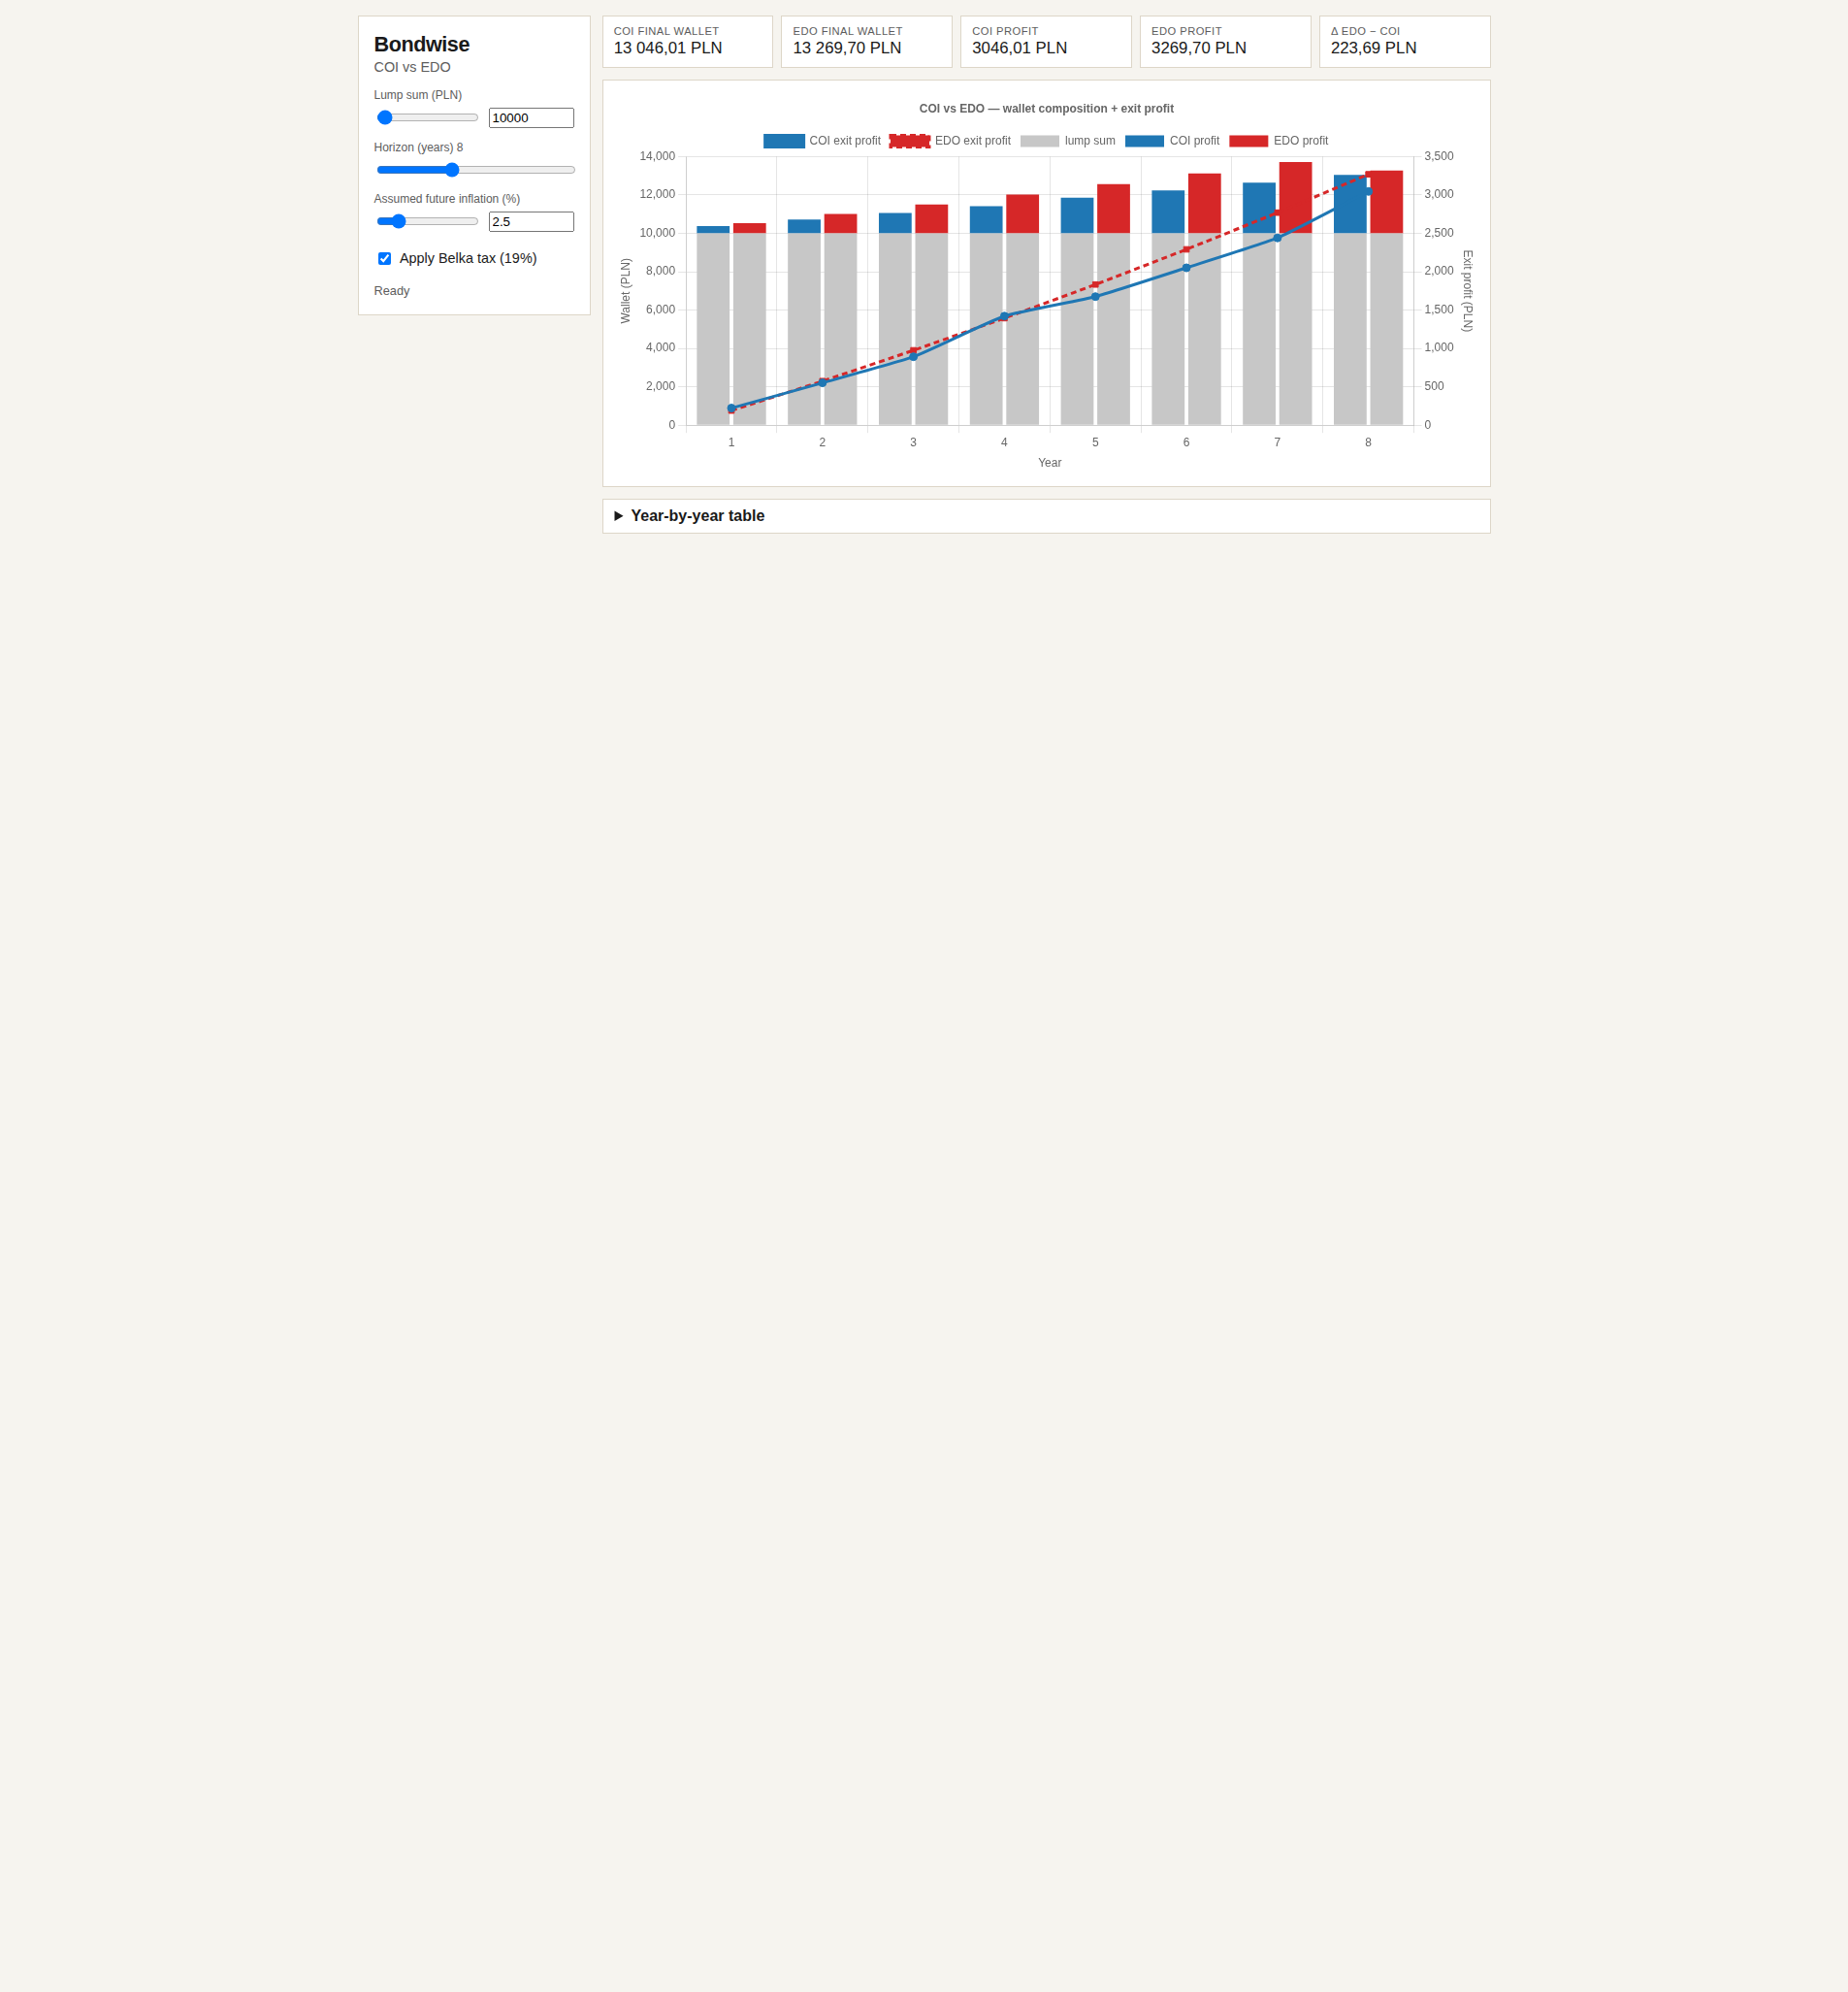 Bondwise
COI vs EDO
Lump sum (PLN)
10000
Horizon (years) 8
Assumed future inflation (%)
2.5
Apply Belka tax (19%)
Ready
COI FINAL WALLET
13 046,01 PLN
EDO FINAL WALLET
13 269,70 PLN
COI PROFIT
3046,01 PLN
EDO PROFIT
3269,70 PLN
Δ EDO − COI
223,69 PLN
COI vs EDO — wallet composition + exit profit
COI exit profit EDO exit profit lump sum COI profit EDO profit
14,000
12,000
10,000
8,000
6,000
4,000
2,000
0
Wallet (PLN)
3,500
3,000
2,500
2,000
1,500
1,000
500
0
Exit profit (PLN)
1 2 3 4 5 6 7 8
Year
Year-by-year table